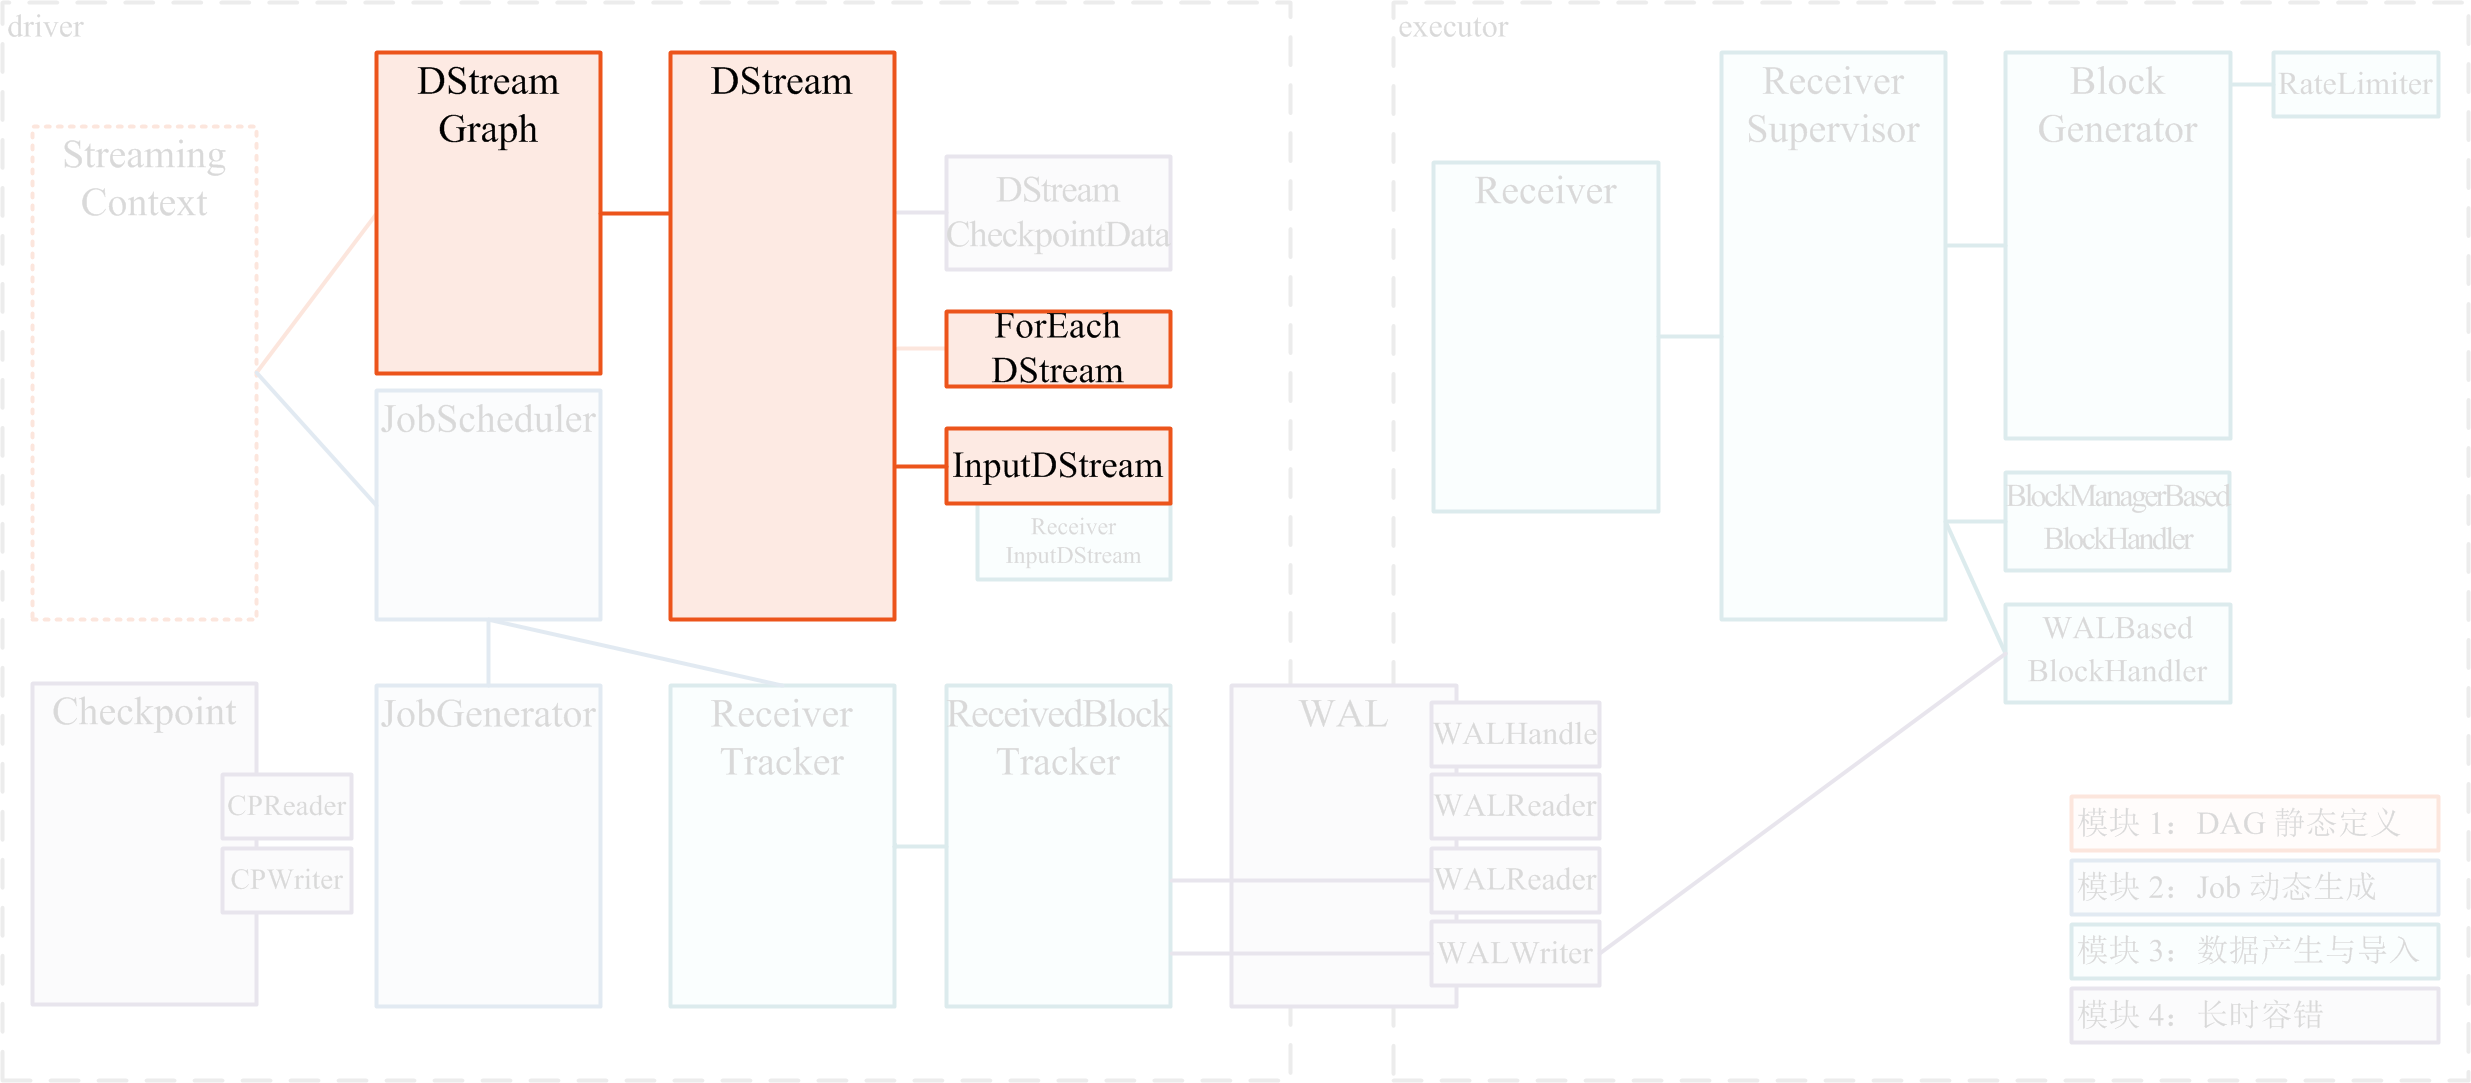 driver
Streaming
Context
DStream
Graph
DStream
DStream
CheckpointData
ForEach
DStream
InputDStream
Receiver
InputDStream
JobScheduler
Checkpoint
CPReader
CPWriter
JobGenerator
Receiver
Tracker
ReceivedBlock
Tracker
WAL
WALHandle
WALReader
WALReader
WALWriter
executor
Receiver
Receiver
Supervisor
Block
Generator
RateLimiter
BlockManagerBased
BlockHandler
WALBased
BlockHandler
模块 1：DAG 静态定义
模块 2：Job 动态生成
模块 3：数据产生与导入
模块 4：长时容错